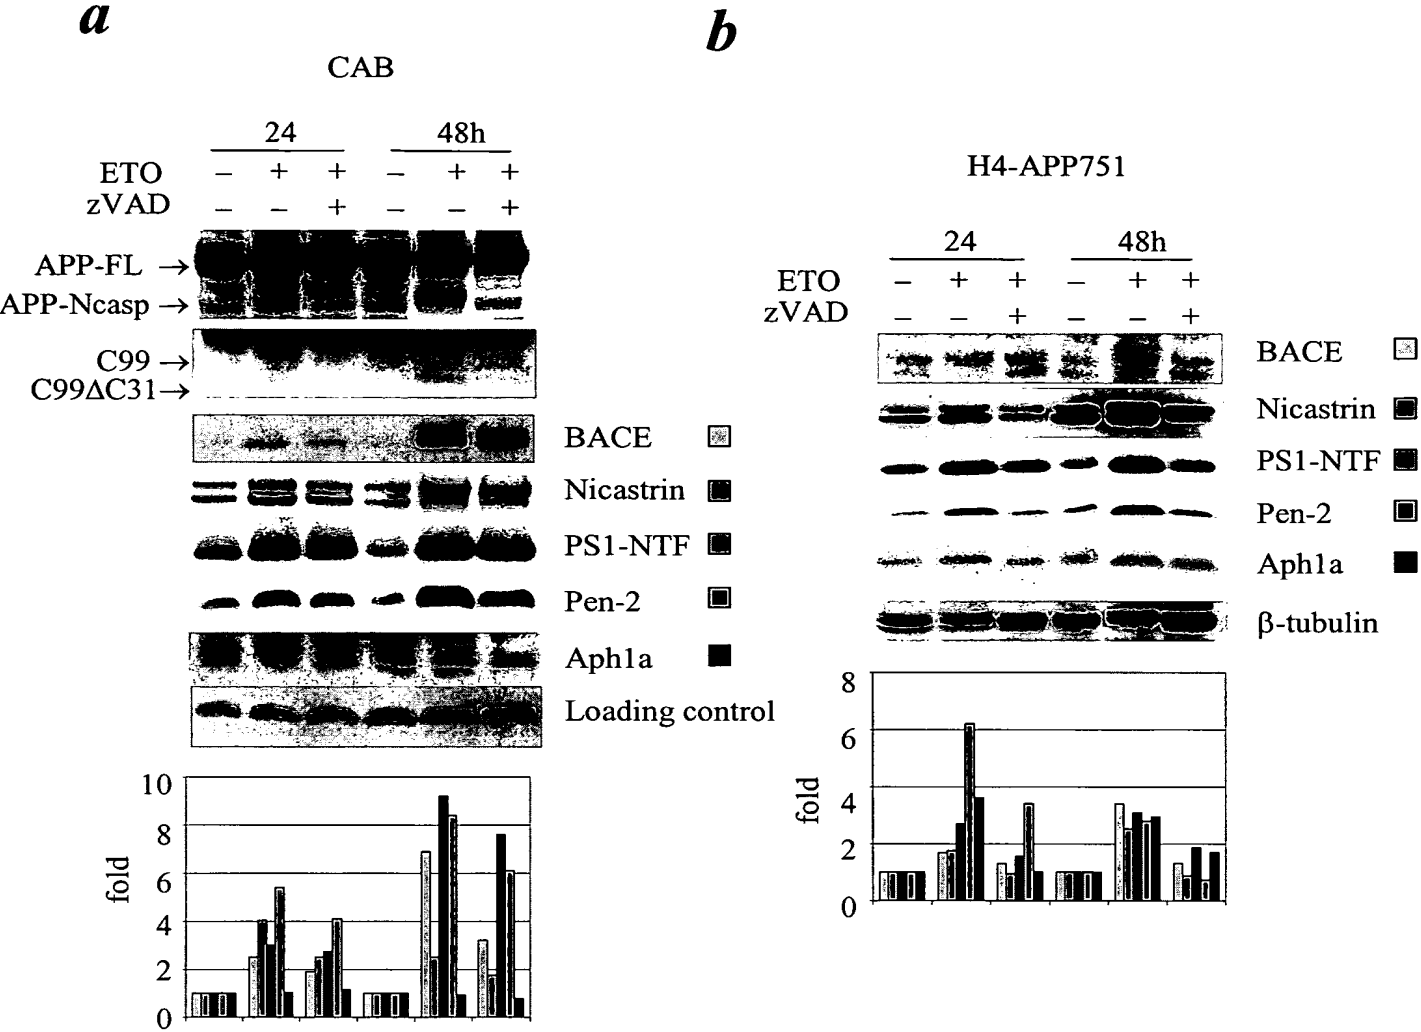 a
CAB
24 48h
ETO – + + – + +
zVAD – – + – – +
APP-FL →
APP-Ncasp →
C99 →
C99ΔC31 →
BACE
Nicastrin
PS1-NTF
Pen-2
Aph1a
Loading control
10
8
6
4
2
0
fold
b
H4-APP751
24 48h
ETO – + + – + +
zVAD – – + – – +
BACE
Nicastrin
PS1-NTF
Pen-2
Aph1a
β-tubulin
8
6
4
2
0
fold